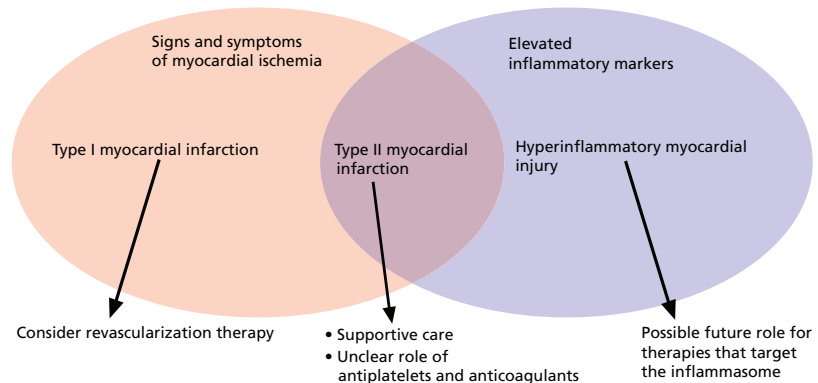 Signs and symptoms
of myocardial ischemia
Elevated
inflammatory markers
Type I myocardial infarction
Type II myocardial
infarction
Hyperinflammatory myocardial
injury
Consider revascularization therapy
• Supportive care
• Unclear role of
antiplatelets and anticoagulants
Possible future role for
therapies that target
the inflammasome